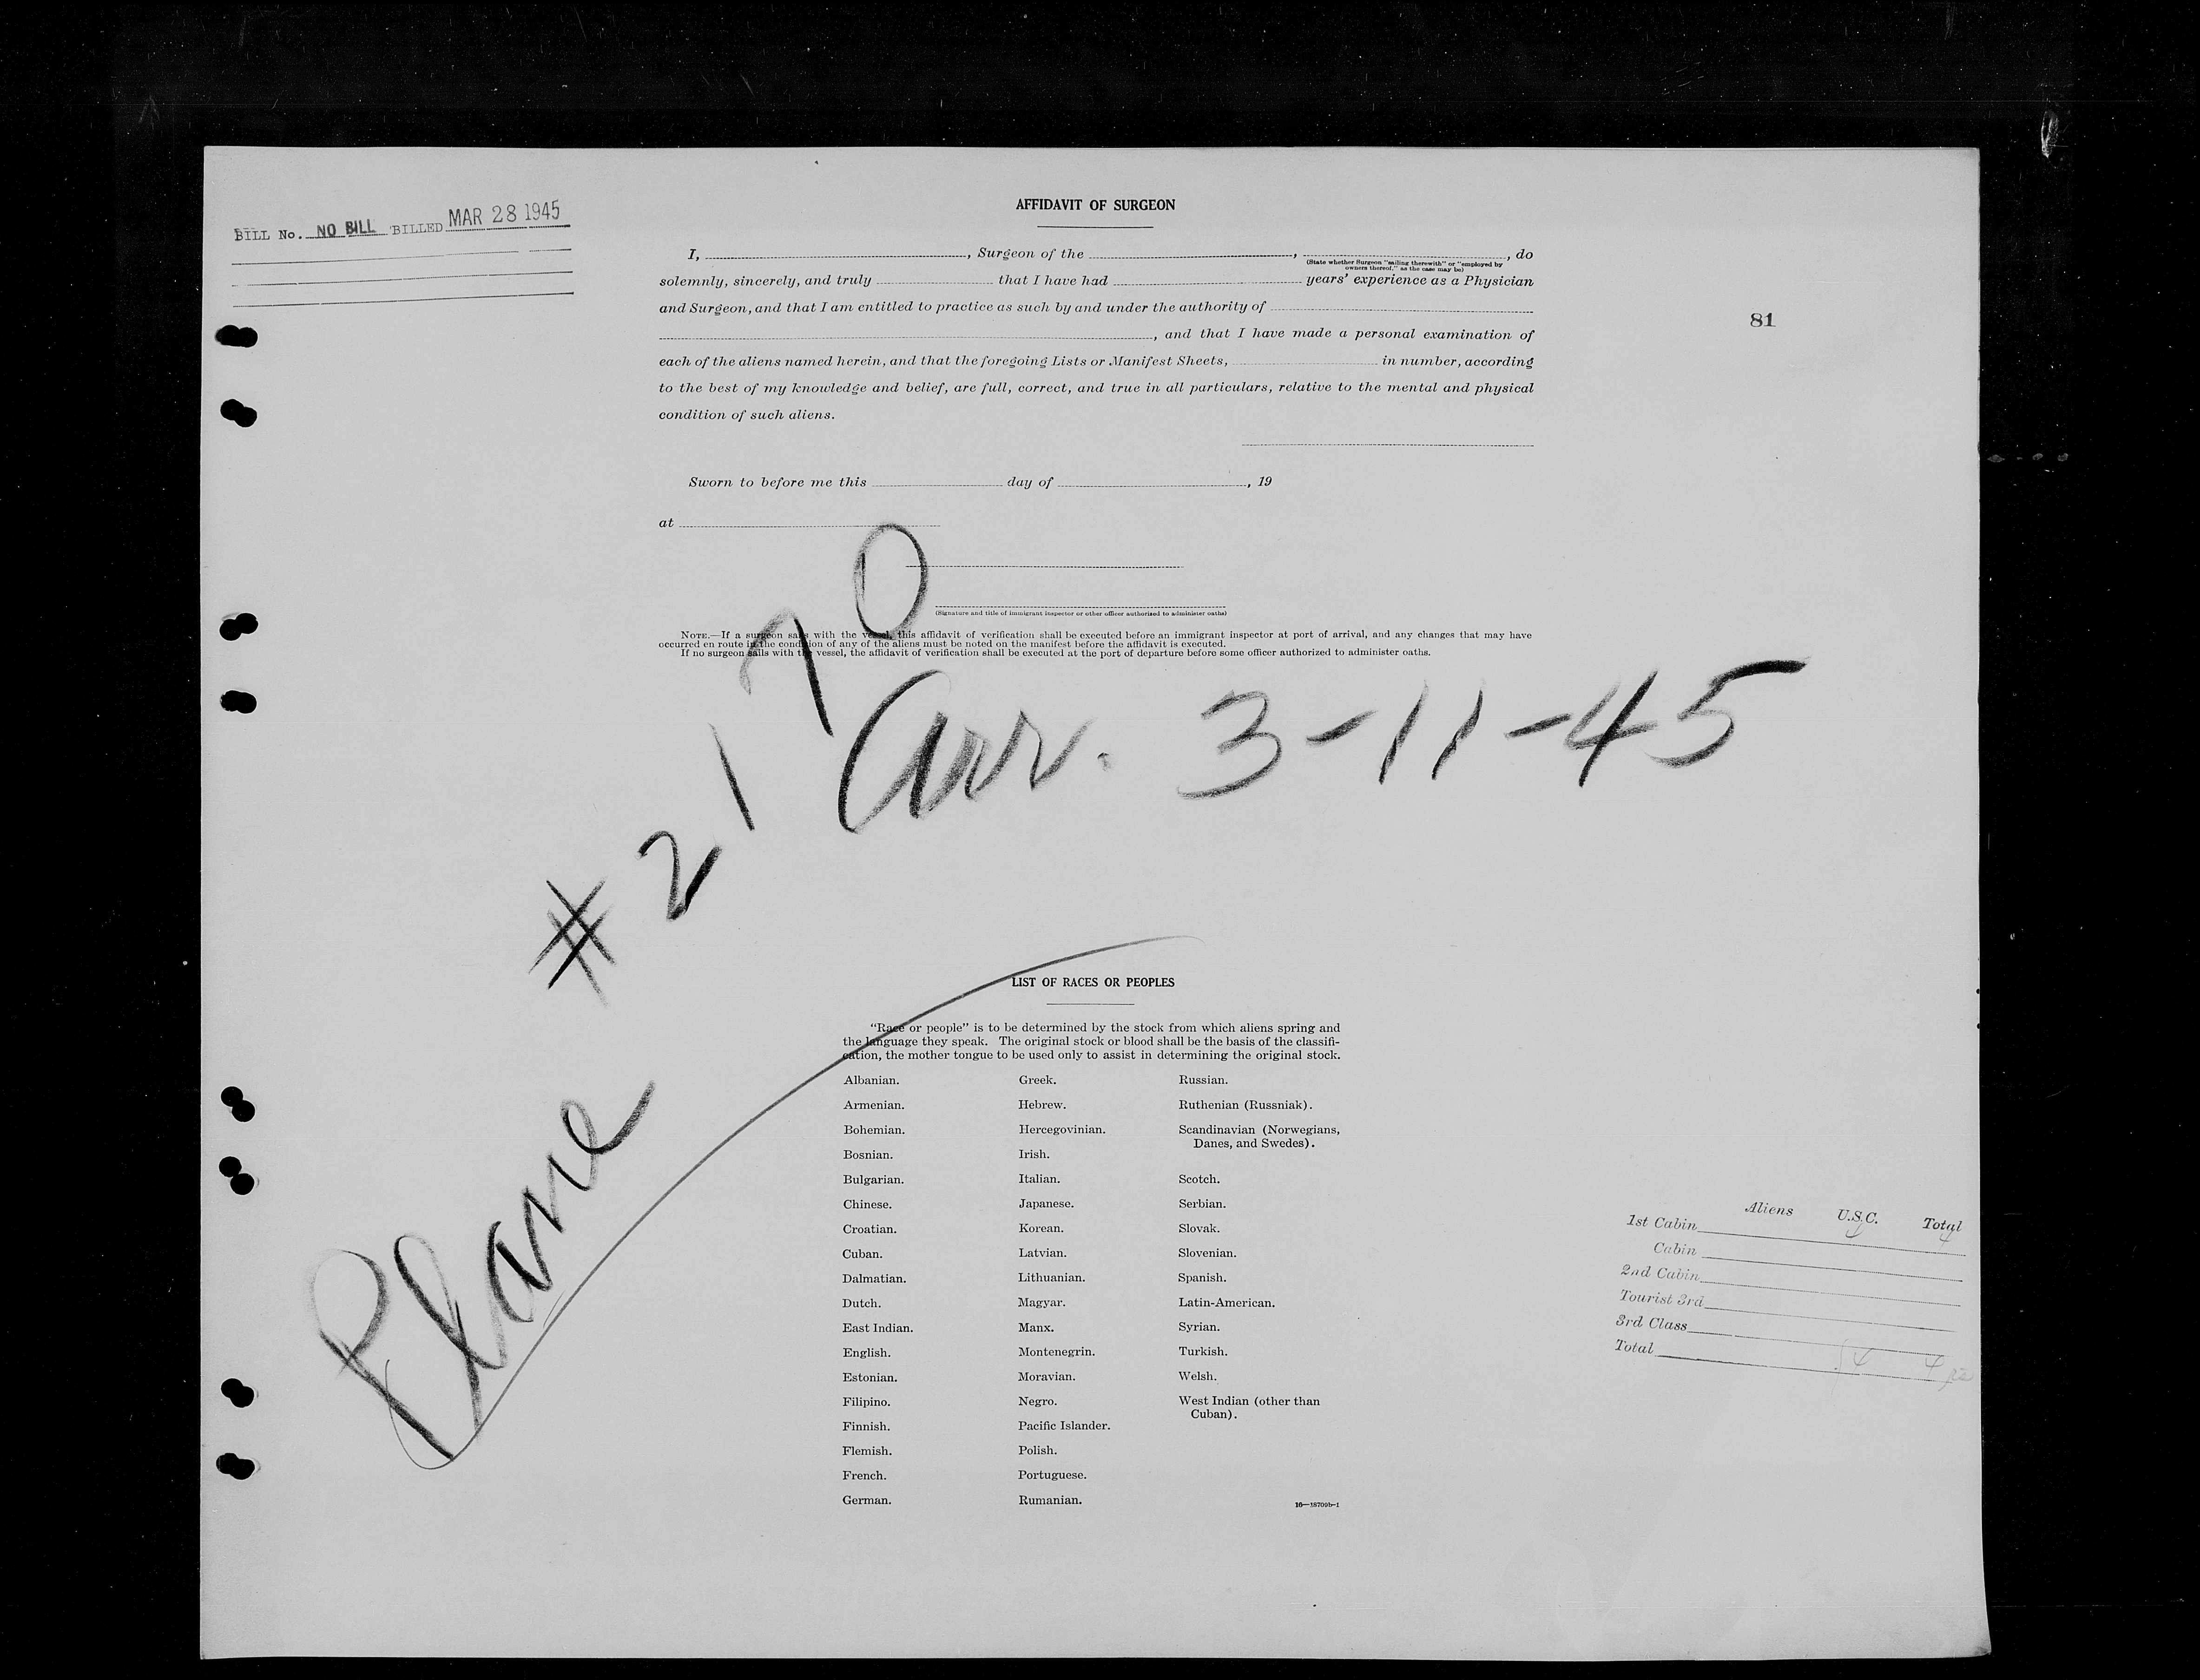 BILL No. NO BILL BILLED MAR 28 1945
AFFIDAVIT OF SURGEON
I, , Surgeon of the , , do
(State whether Surgeon "sailing therewith" or "employed by
owners thereof," as the case may be)
solemnly, sincerely, and truly that I have had years' experience as a Physician
and Surgeon, and that I am entitled to practice as such by and under the authority of
, and that I have made a personal examination of
each of the aliens named herein, and that the foregoing Lists or Manifest Sheets, in number, according
to the best of my knowledge and belief, are full, correct, and true in all particulars, relative to the mental and physical
condition of such aliens.
81
Sworn to before me this day of , 19
at
(Signature and title of immigrant inspector or other officer authorized to administer oaths)
NOTE.—If a surgeon sails with the vessel, this affidavit of verification shall be executed before an immigrant inspector at port of arrival, and any changes that may have
occurred en route in the condition of any of the aliens must be noted on the manifest before the affidavit is executed.
If no surgeon sails with the vessel, the affidavit of verification shall be executed at the port of departure before some officer authorized to administer oaths.
Plane #2170
Arr. 3-11-45
LIST OF RACES OR PEOPLES
"Race or people" is to be determined by the stock from which aliens spring and
the language they speak. The original stock or blood shall be the basis of the classifi-
cation, the mother tongue to be used only to assist in determining the original stock.
Albanian.
Armenian.
Bohemian.
Bosnian.
Bulgarian.
Chinese.
Croatian.
Cuban.
Dalmatian.
Dutch.
East Indian.
English.
Estonian.
Filipino.
Finnish.
Flemish.
French.
German.
Greek.
Hebrew.
Hercegovinian.
Irish.
Italian.
Japanese.
Korean.
Latvian.
Lithuanian.
Magyar.
Manx.
Montenegrin.
Moravian.
Negro.
Pacific Islander.
Polish.
Portuguese.
Rumanian.
Russian.
Ruthenian (Russniak).
Scandinavian (Norwegians,
Danes, and Swedes).
Scotch.
Serbian.
Slovak.
Slovenian.
Spanish.
Latin-American.
Syrian.
Turkish.
Welsh.
West Indian (other than
Cuban).
16—18709b-1
Aliens U.S.C. Total
1st Cabin 4 4
Cabin
2nd Cabin
Tourist 3rd
3rd Class
Total 4 4